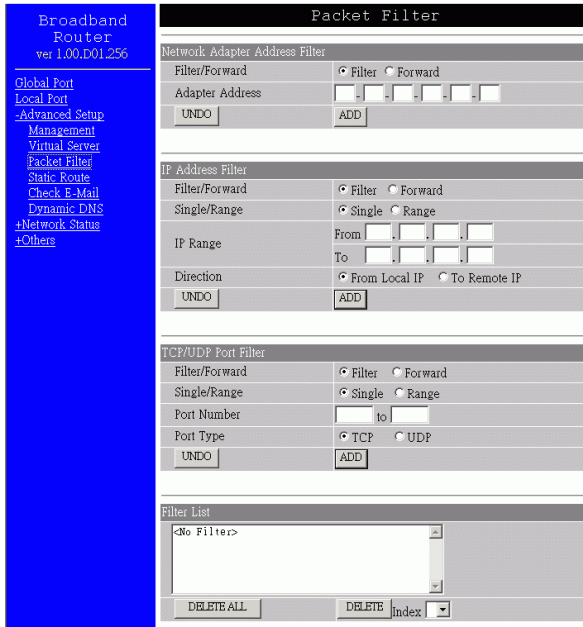 Broadband
Router
ver 1.00.D01.256
Global Port
Local Port
-Advanced Setup
Management
Virtual Server
Packet Filter
Static Route
Check E-Mail
Dynamic DNS
+Network Status
+Others
Packet Filter
Network Adapter Address Filter
Filter/Forward Filter Forward
Adapter Address - - - - -
UNDO ADD
IP Address Filter
Filter/Forward Filter Forward
Single/Range Single Range
IP Range From . . .
To . . .
Direction From Local IP To Remote IP
UNDO ADD
TCP/UDP Port Filter
Filter/Forward Filter Forward
Single/Range Single Range
Port Number to
Port Type TCP UDP
UNDO ADD
Filter List
<No Filter>
DELETE ALL DELETE Index